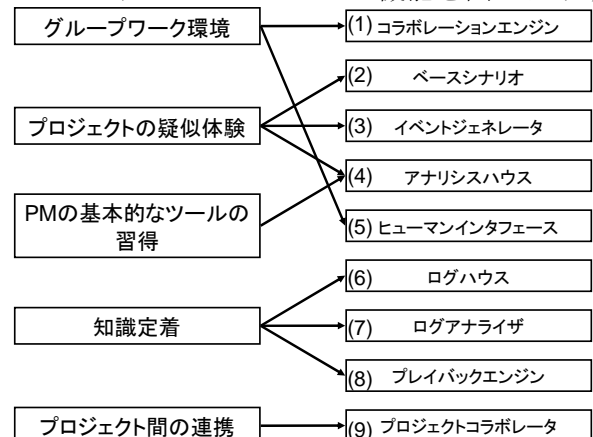 グループワーク環境
(1) コラボレーションエンジン
(2) ベースシナリオ
プロジェクトの疑似体験
(3) イベントジェネレータ
(4) アナリシスハウス
PMの基本的なツールの
習得
(5) ヒューマンインタフェース
(6) ログハウス
知識定着
(7) ログアナライザ
(8) プレイバックエンジン
プロジェクト間の連携
(9) プロジェクトコラボレータ